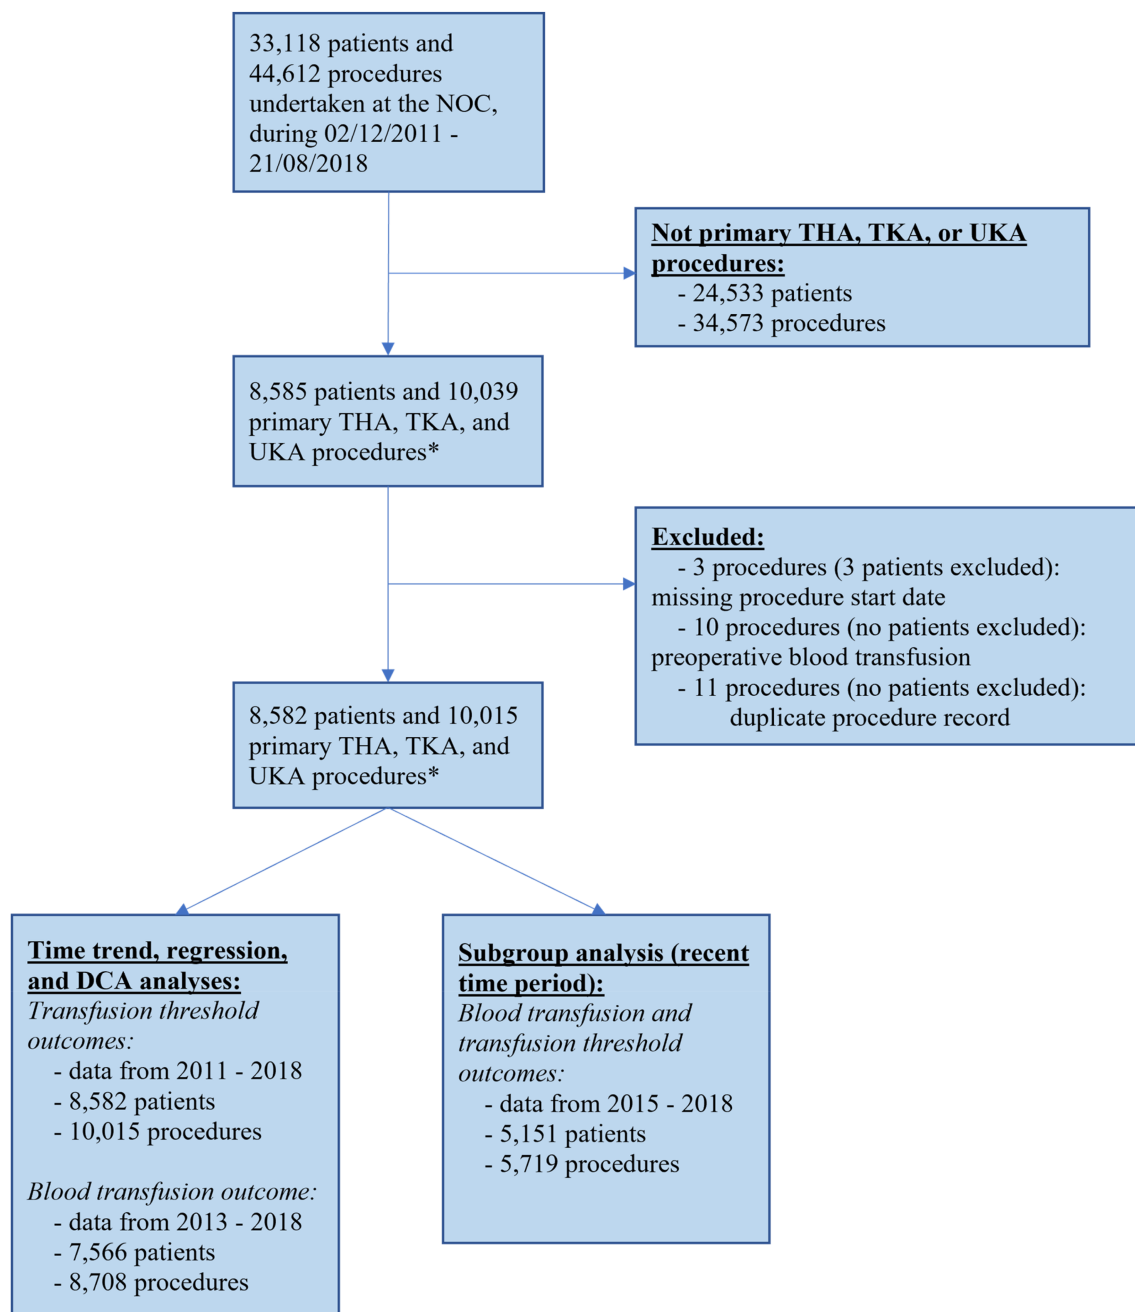 33,118 patients and
44,612 procedures
undertaken at the NOC,
during 02/12/2011 -
21/08/2018
Not primary THA, TKA, or UKA
procedures:
- 24,533 patients
- 34,573 procedures
8,585 patients and 10,039
primary THA, TKA, and
UKA procedures*
Excluded:
- 3 procedures (3 patients excluded):
missing procedure start date
- 10 procedures (no patients excluded):
preoperative blood transfusion
- 11 procedures (no patients excluded):
duplicate procedure record
8,582 patients and 10,015
primary THA, TKA, and
UKA procedures*
Time trend, regression,
and DCA analyses:
Transfusion threshold
outcomes:
- data from 2011 - 2018
- 8,582 patients
- 10,015 procedures
Blood transfusion outcome:
- data from 2013 - 2018
- 7,566 patients
- 8,708 procedures
Subgroup analysis (recent
time period):
Blood transfusion and
transfusion threshold
outcomes:
- data from 2015 - 2018
- 5,151 patients
- 5,719 procedures